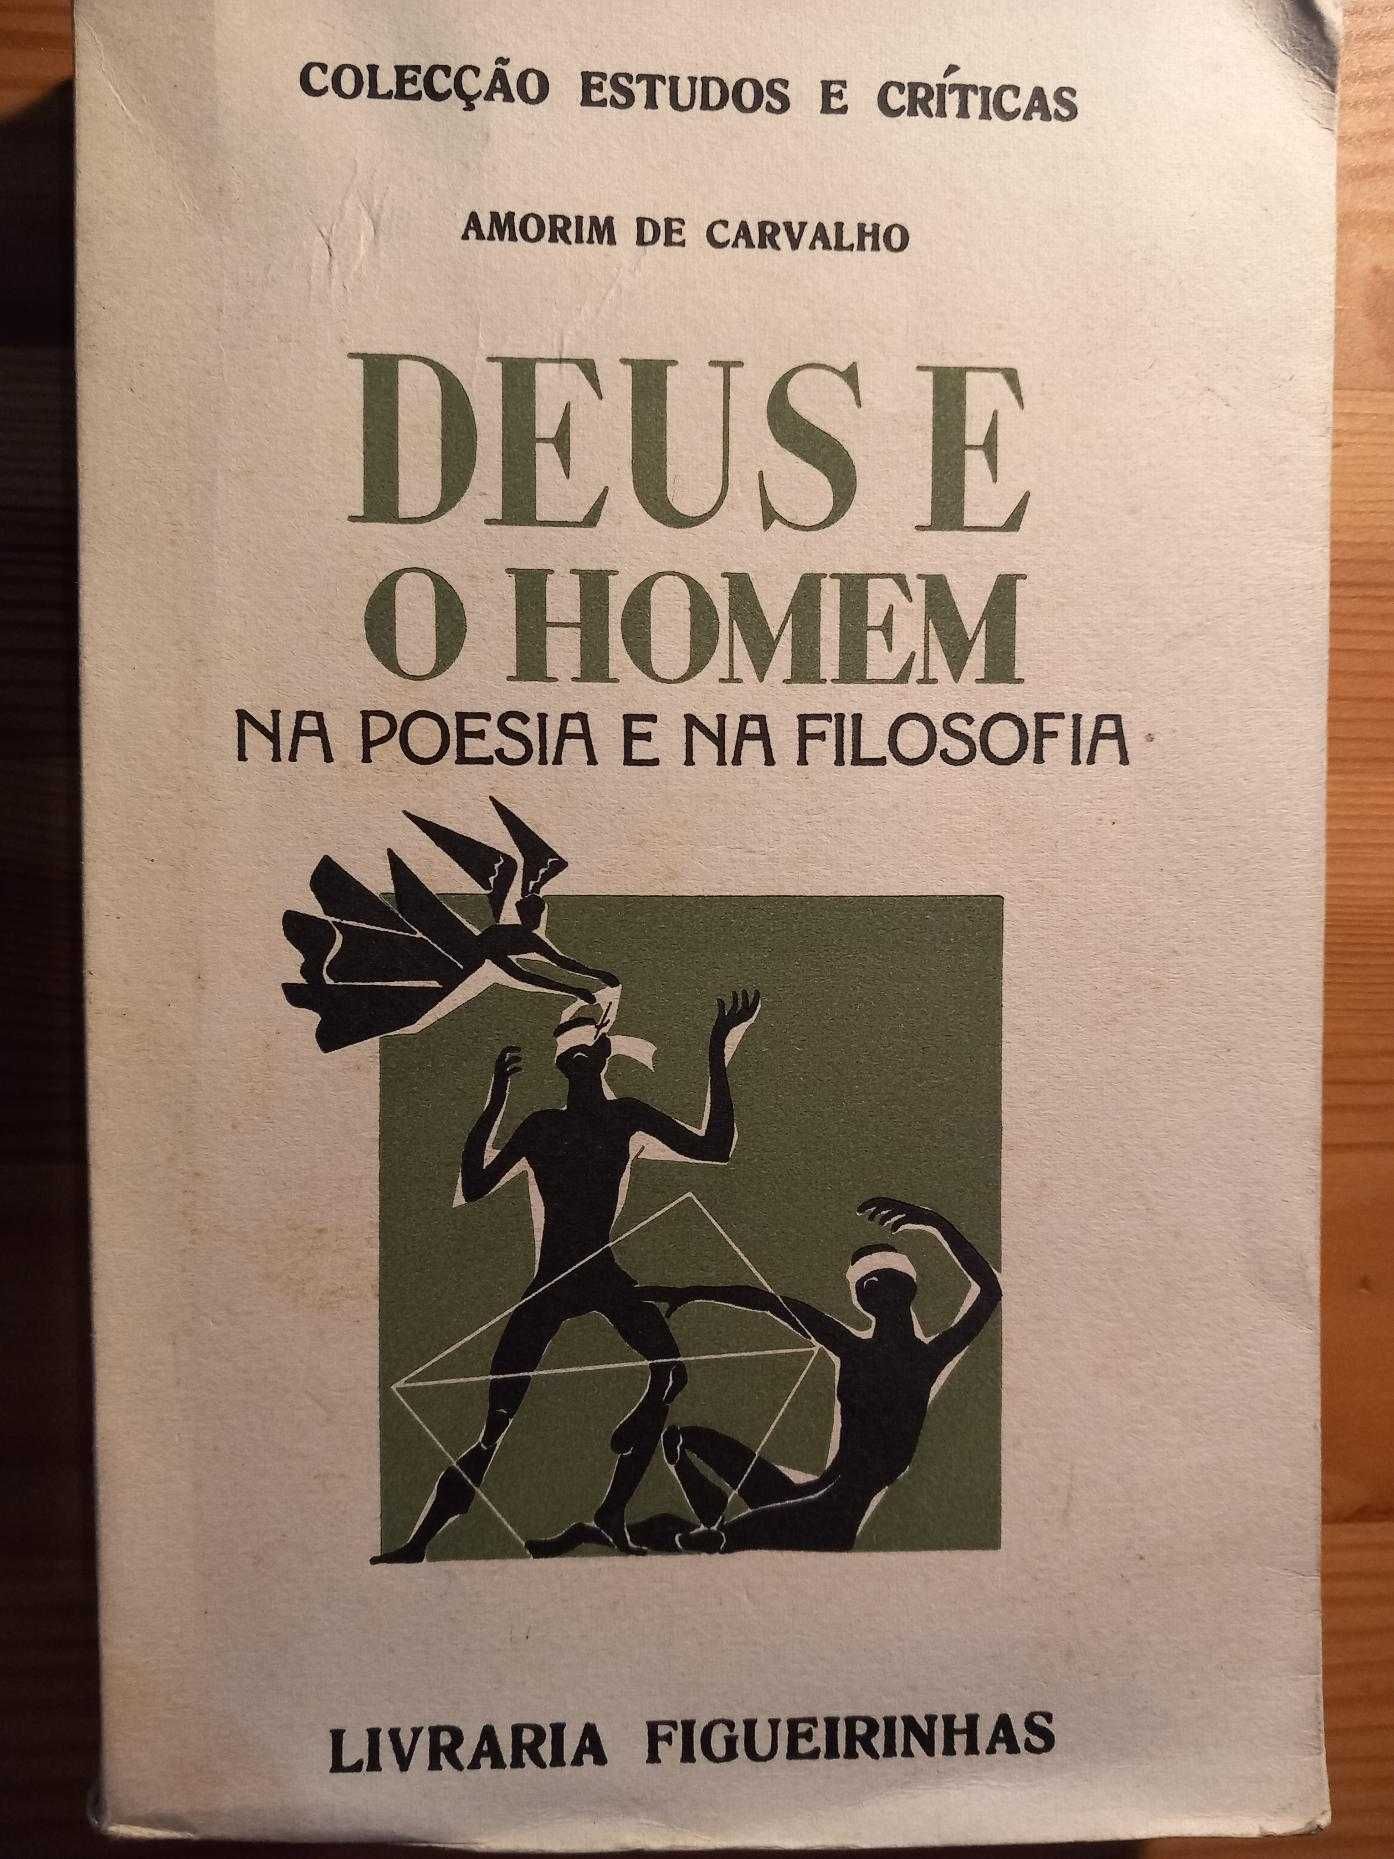 COLECÇÃO ESTUDOS E CRÍTICAS
AMORIM DE CARVALHO
DEUS E
O HOMEM
NA POESIA E NA FILOSOFIA
LIVRARIA FIGUEIRINHAS